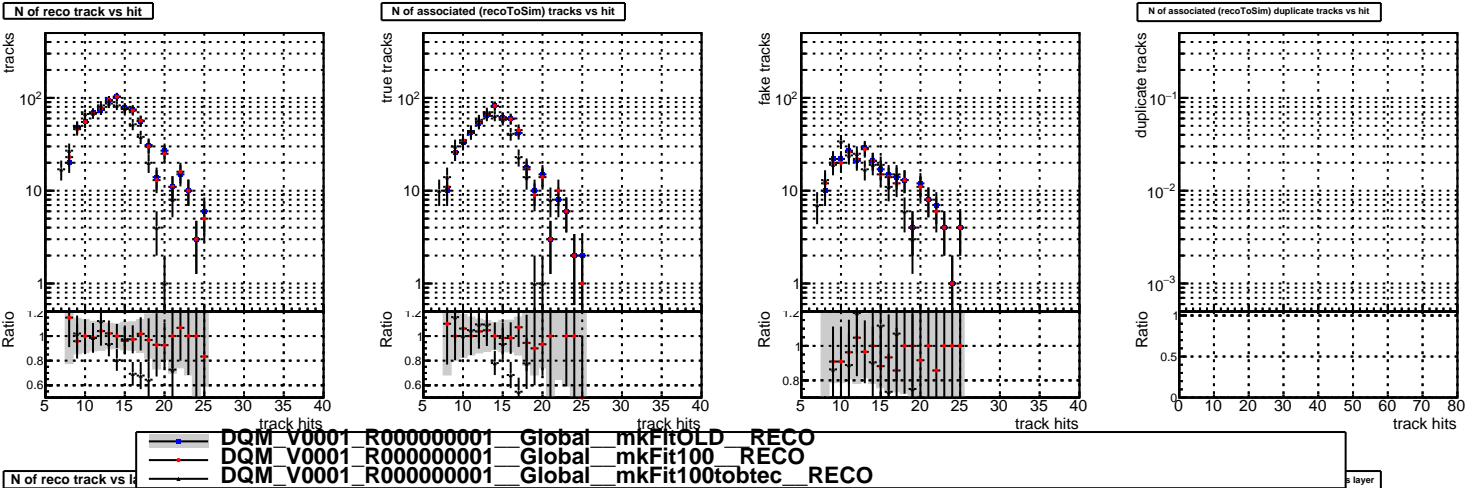 N of reco track vs hit
N of associated (recoToSim) tracks vs hit
N of associated (recoToSim) duplicate tracks vs hit
tracks
10²
10
1
Ratio
1.2
1
0.8
0.6
5 10 15 20 25 30 35 40
track hits
true tracks
10²
10
1
Ratio
1.2
1
0.8
0.6
5 10 15 20 25 30 35 40
track hits
fake tracks
10²
10
1
Ratio
1.2
1
0.8
5 10 15 20 25 30 35 40
track hits
duplicate tracks
10⁻¹
10⁻²
10⁻³
Ratio
1
0.5
0
0 10 20 30 40 50 60 70 80
track hits
DQM_V0001_R000000001__Global__mkFitOLD__RECO
DQM_V0001_R000000001__Global__mkFit100__RECO
DQM_V0001_R000000001__Global__mkFit100tobtec__RECO
N of reco track vs la
s layer